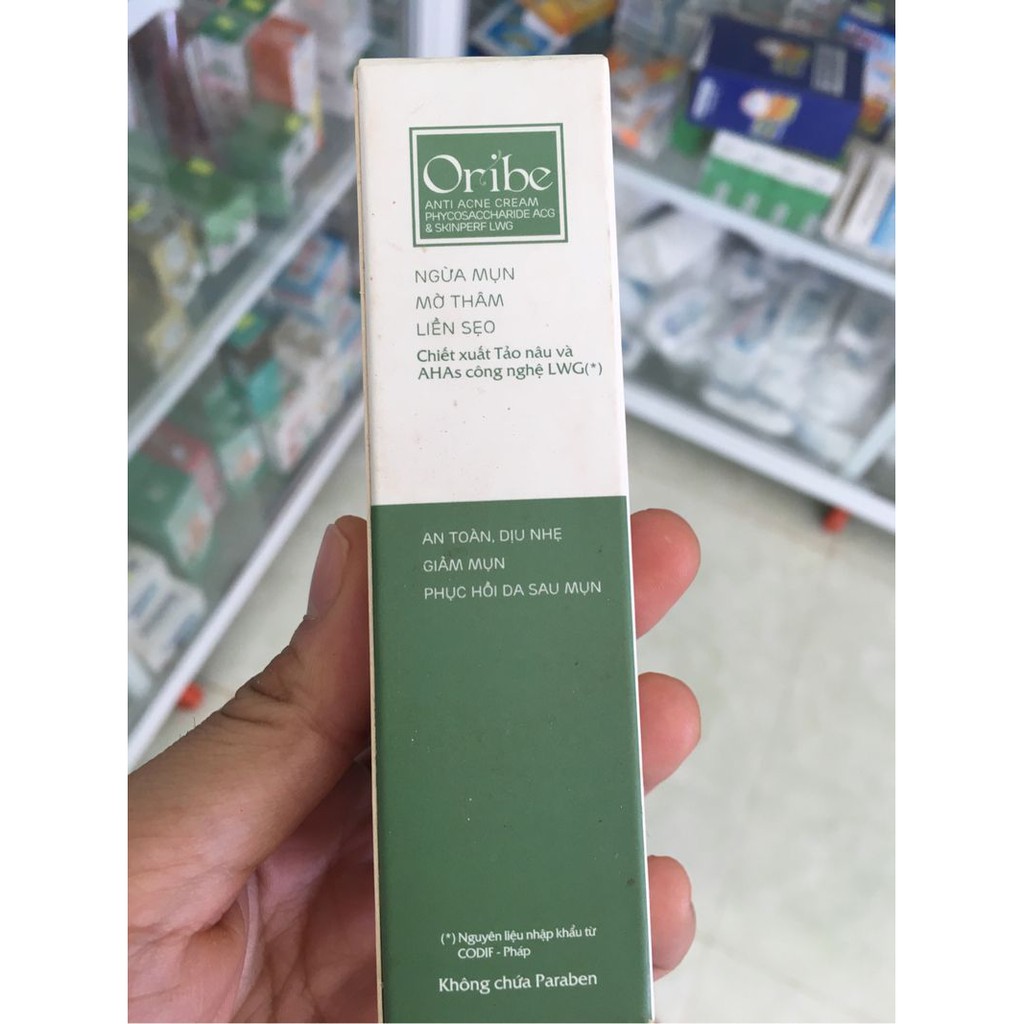 Oribe
ANTI ACNE CREAM
PHYCOSACCHARIDE ACG
& SKINPERF LWG
NGỪA MỤN
MỜ THÂM
LIỀN SẸO
Chiết xuất Tảo nâu và
AHAs công nghệ LWG(*)
AN TOÀN, DỊU NHẸ
GIẢM MỤN
PHỤC HỒI DA SAU MỤN
(*) Nguyên liệu nhập khẩu từ
CODIF - Pháp
Không chứa Paraben